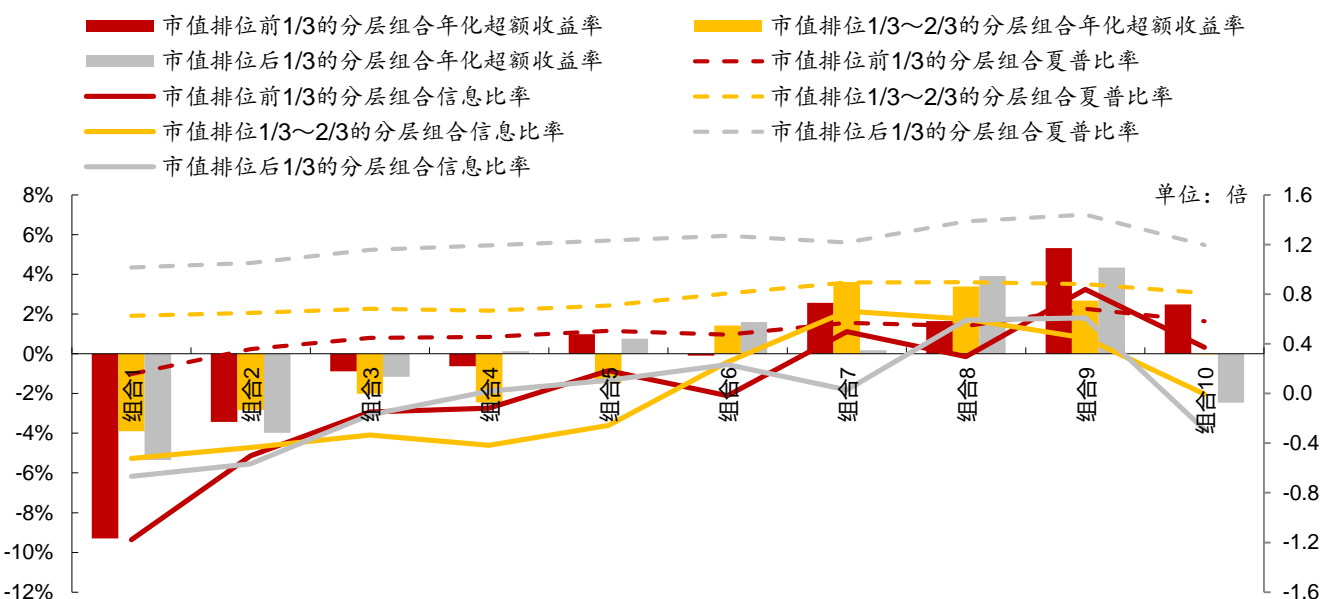 市值排位前1/3的分层组合年化超额收益率
市值排位1/3～2/3的分层组合年化超额收益率
市值排位后1/3的分层组合年化超额收益率
市值排位前1/3的分层组合夏普比率
市值排位前1/3的分层组合信息比率
市值排位1/3～2/3的分层组合夏普比率
市值排位1/3～2/3的分层组合信息比率
市值排位后1/3的分层组合夏普比率
市值排位后1/3的分层组合信息比率
单位：倍
8%
6%
4%
2%
0%
-2%
-4%
-6%
-8%
-10%
-12%
组合1
组合2
组合3
组合4
组合5
组合6
组合7
组合8
组合9
组合10
1.6
1.2
0.8
0.4
0.0
-0.4
-0.8
-1.2
-1.6